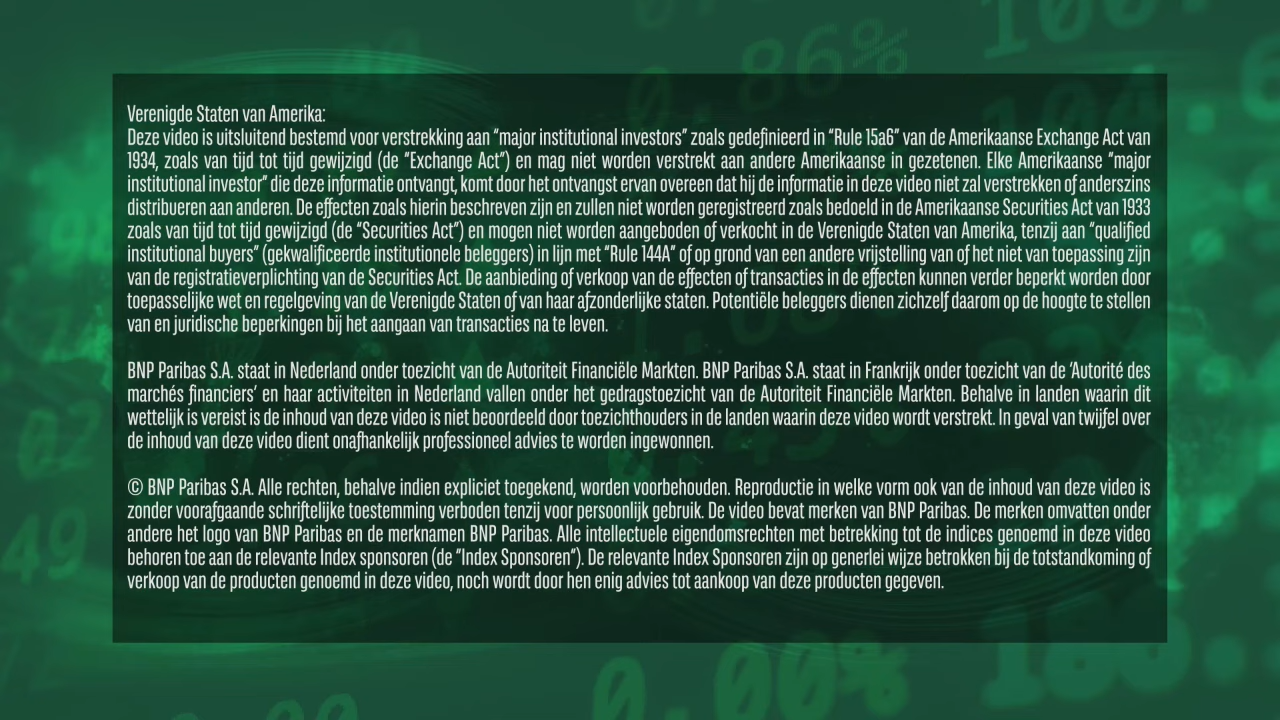 0.86%
100.
Verenigde Staten van Amerika:
Deze video is uitsluitend bestemd voor verstrekking aan “major institutional investors” zoals gedefinieerd in “Rule 15a6” van de Amerikaanse Exchange Act van
1934, zoals van tijd tot tijd gewijzigd (de “Exchange Act”) en mag niet worden verstrekt aan andere Amerikaanse in gezetenen. Elke Amerikaanse “major
institutional investor” die deze informatie ontvangt, komt door het ontvangst ervan overeen dat hij de informatie in deze video niet zal verstrekken of anderszins
distribueren aan anderen. De effecten zoals hierin beschreven zijn en zullen niet worden geregistreerd zoals bedoeld in de Amerikaanse Securities Act van 1933
zoals van tijd tot tijd gewijzigd (de “Securities Act”) en mogen niet worden aangeboden of verkocht in de Verenigde Staten van Amerika, tenzij aan “qualified
institutional buyers” (gekwalificeerde institutionele beleggers) in lijn met “Rule 144A” of op grond van een andere vrijstelling van of het niet van toepassing zijn
van de registratieverplichting van de Securities Act. De aanbieding of verkoop van de effecten of transacties in de effecten kunnen verder beperkt worden door
toepasselijke wet en regelgeving van de Verenigde Staten of van haar afzonderlijke staten. Potentiële beleggers dienen zichzelf daarom op de hoogte te stellen
van en juridische beperkingen bij het aangaan van transacties na te leven.
BNP Paribas S.A. staat in Nederland onder toezicht van de Autoriteit Financiële Markten. BNP Paribas S.A. staat in Frankrijk onder toezicht van de ‘Autorité des
marchés financiers’ en haar activiteiten in Nederland vallen onder het gedragstoezicht van de Autoriteit Financiële Markten. Behalve in landen waarin dit
wettelijk is vereist is de inhoud van deze video is niet beoordeeld door toezichthouders in de landen waarin deze video wordt verstrekt. In geval van twijfel over
de inhoud van deze video dient onafhankelijk professioneel advies te worden ingewonnen.
© BNP Paribas S.A. Alle rechten, behalve indien expliciet toegekend, worden voorbehouden. Reproductie in welke vorm ook van de inhoud van deze video is
zonder voorafgaande schriftelijke toestemming verboden tenzij voor persoonlijk gebruik. De video bevat merken van BNP Paribas. De merken omvatten onder
andere het logo van BNP Paribas en de merknamen BNP Paribas. Alle intellectuele eigendomsrechten met betrekking tot de indices genoemd in deze video
behoren toe aan de relevante Index sponsoren (de “Index Sponsoren”). De relevante Index Sponsoren zijn op generlei wijze betrokken bij de totstandkoming of
verkoop van de producten genoemd in deze video, noch wordt door hen enig advies tot aankoop van deze producten gegeven.
49
0.00%